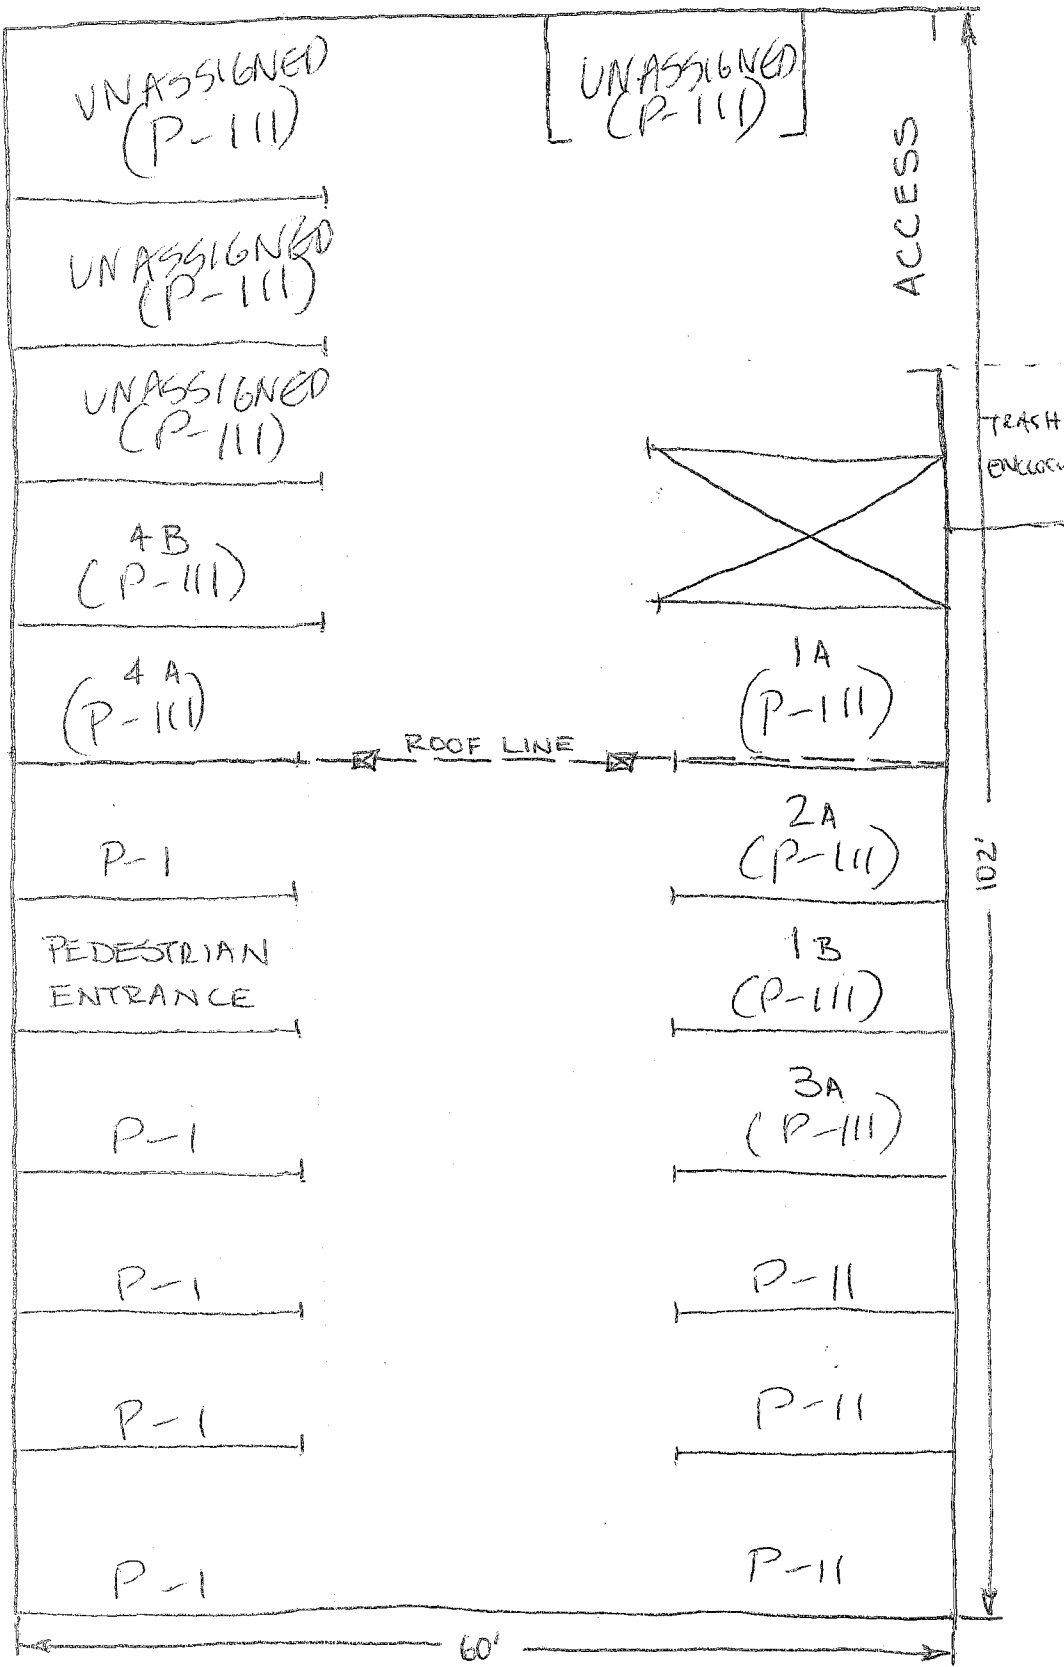 UNASSIGNED
(P-111)
UNASSIGNED
(P-111)
ACCESS
UNASSIGNED
(P-111)
UNASSIGNED
(P-111)
TRASH
4B
(P-111)
4A
(P-111)
1A
(P-111)
ROOF LINE
P-1
2A
(P-111)
102'
PEDESTRIAN
ENTRANCE
1B
(P-111)
P-1
3A
(P-111)
P-1
P-11
P-1
P-11
P-1
P-11
60'